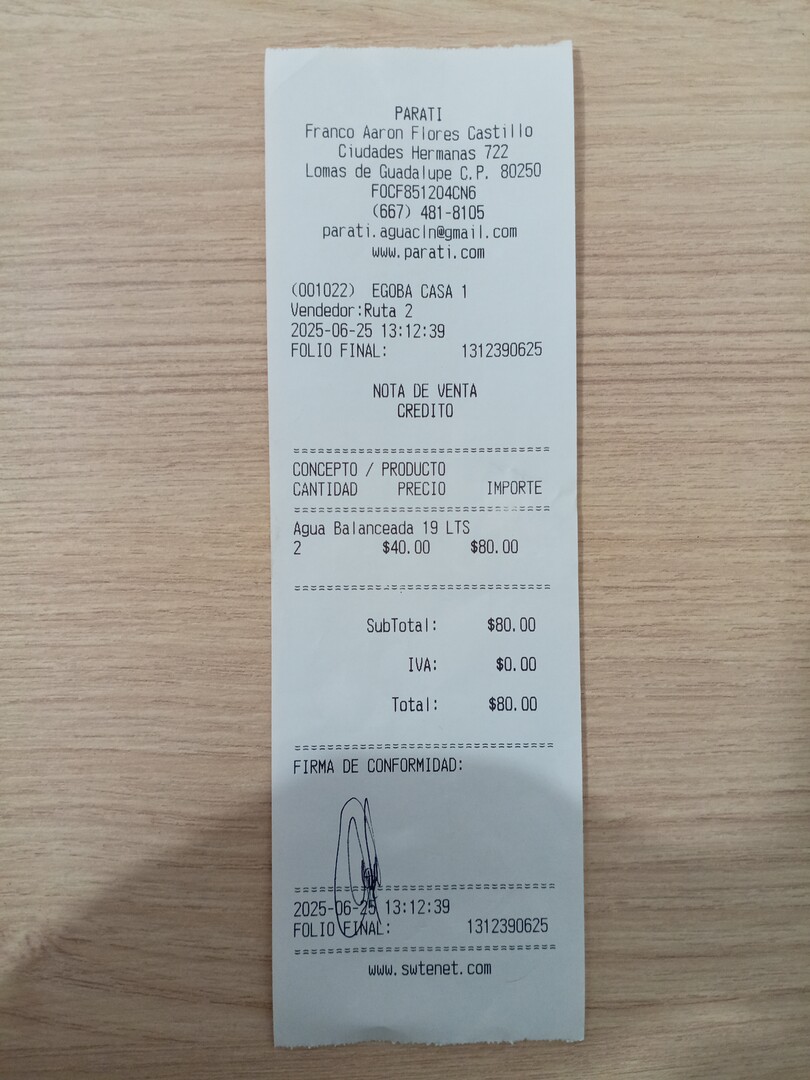 PARATI
Franco Aaron Flores Castillo
Ciudades Hermanas 722
Lomas de Guadalupe C.P. 80250
FOCF851204CN6
(667) 481-8105
parati.aguacln@gmail.com
www.parati.com
(001022) EGOBA CASA 1
Vendedor:Ruta 2
2025-06-25 13:12:39
FOLIO FINAL: 1312390625
NOTA DE VENTA
CREDITO
===============================
CONCEPTO / PRODUCTO
CANTIDAD PRECIO IMPORTE
===============================
Agua Balanceada 19 LTS
2 $40.00 $80.00
===============================
SubTotal: $80.00
IVA: $0.00
Total: $80.00
===============================
FIRMA DE CONFORMIDAD:
===============================
2025-06-25 13:12:39
FOLIO FINAL: 1312390625
===============================
www.swtenet.com